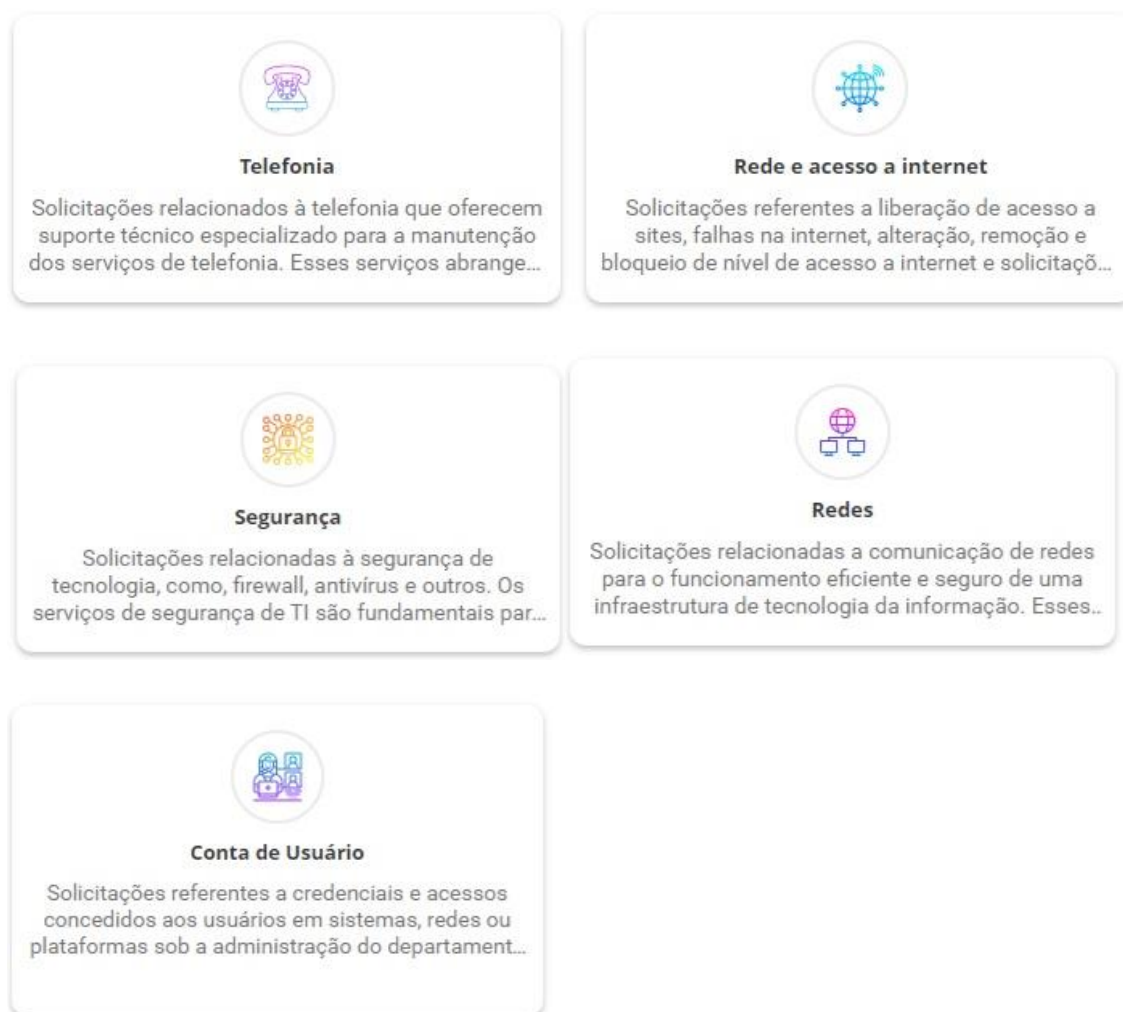 Telefonia
Solicitações relacionados à telefonia que oferecem
suporte técnico especializado para a manutenção
dos serviços de telefonia. Esses serviços abrange...
Rede e acesso a internet
Solicitações referentes a liberação de acesso a
sites, falhas na internet, alteração, remoção e
bloqueio de nível de acesso a internet e solicitaçõ...
Segurança
Solicitações relacionadas à segurança de
tecnologia, como, firewall, antivírus e outros. Os
serviços de segurança de TI são fundamentais par...
Redes
Solicitações relacionadas a comunicação de redes
para o funcionamento eficiente e seguro de uma
infraestrutura de tecnologia da informação. Esses..
Conta de Usuário
Solicitações referentes a credenciais e acessos
concedidos aos usuários em sistemas, redes ou
plataformas sob a administração do department...